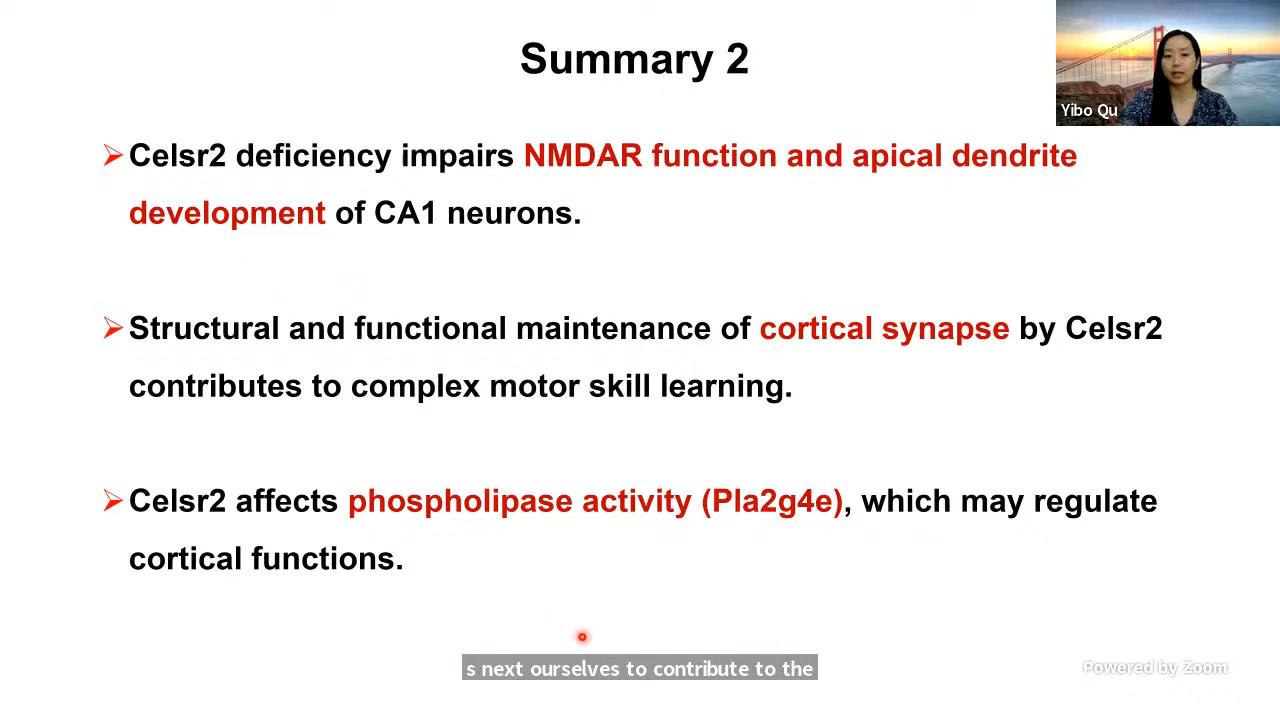 Summary 2
Yibo Qu
Celsr2 deficiency impairs NMDAR function and apical dendrite
development of CA1 neurons.
Structural and functional maintenance of cortical synapse by Celsr2
contributes to complex motor skill learning.
Celsr2 affects phospholipase activity (Pla2g4e), which may regulate
cortical functions.
s next ourselves to contribute to the
Powered by Zoom